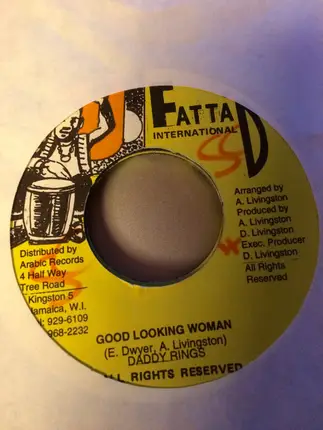 FATTA D
INTERNATIONAL
Arranged by
A. Livingston
Produced by
A. Livingston
D. Livingston
Exec. Producer
D. Livingston
All Rights
Reserved
Distributed by
Arabic Records
4 Half Way
Tree Road
Kingston 5
Jamaica, W.I.
: 929-6109
968-2232
GOOD LOOKING WOMAN
(E. Dwyer, A. Livingston)
DADDY RINGS
ALL RIGHTS RESERVED